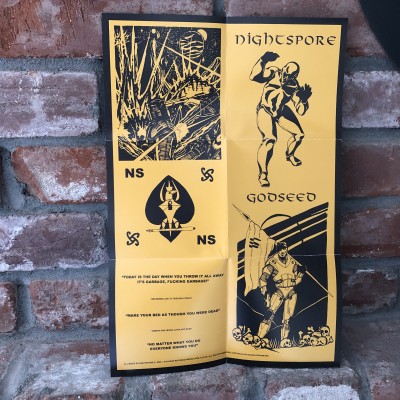 NIGHTSPORE
NS
NS
GODSEED
"TODAY IS THE DAY WHEN YOU THROW IT ALL AWAY
IT'S GARBAGE, FUCKING GARBAGE!"
"MAKE YOUR BED AS THOUGH YOU WERE DEAD"
"NO MATTER WHAT YOU DO
EVERYONE KNOWS YOU"